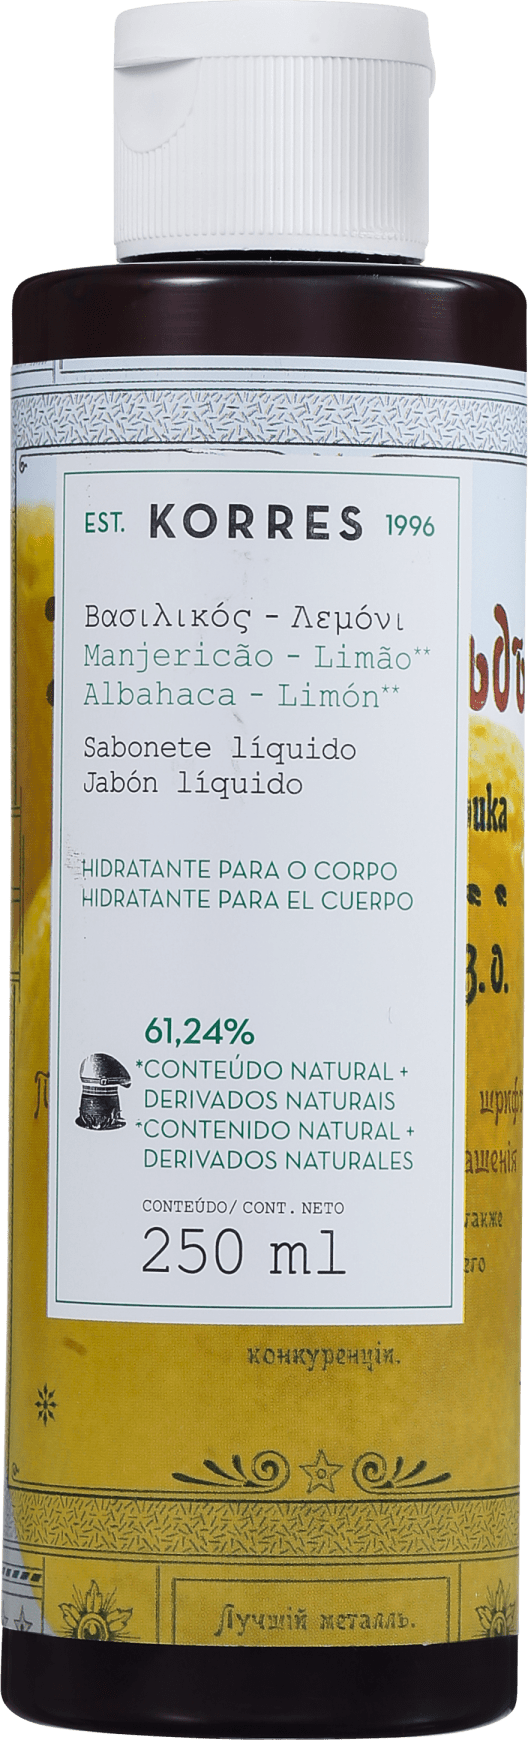 EST. KORRES 1996
Βασιλικός - Λεμόνι
Manjericão - Limão**
Albahaca - Limón**
Sabonete líquido
Jabón líquido
HIDRATANTE PARA O CORPO
HIDRATANTE PARA EL CUERPO
61,24%
*CONTEÚDO NATURAL +
DERIVADOS NATURAIS
*CONTENIDO NATURAL +
DERIVADOS NATURALES
CONTEÚDO/ CONT. NETO
250 ml
з.д.
конкуренціи.
Лучшій металлъ.